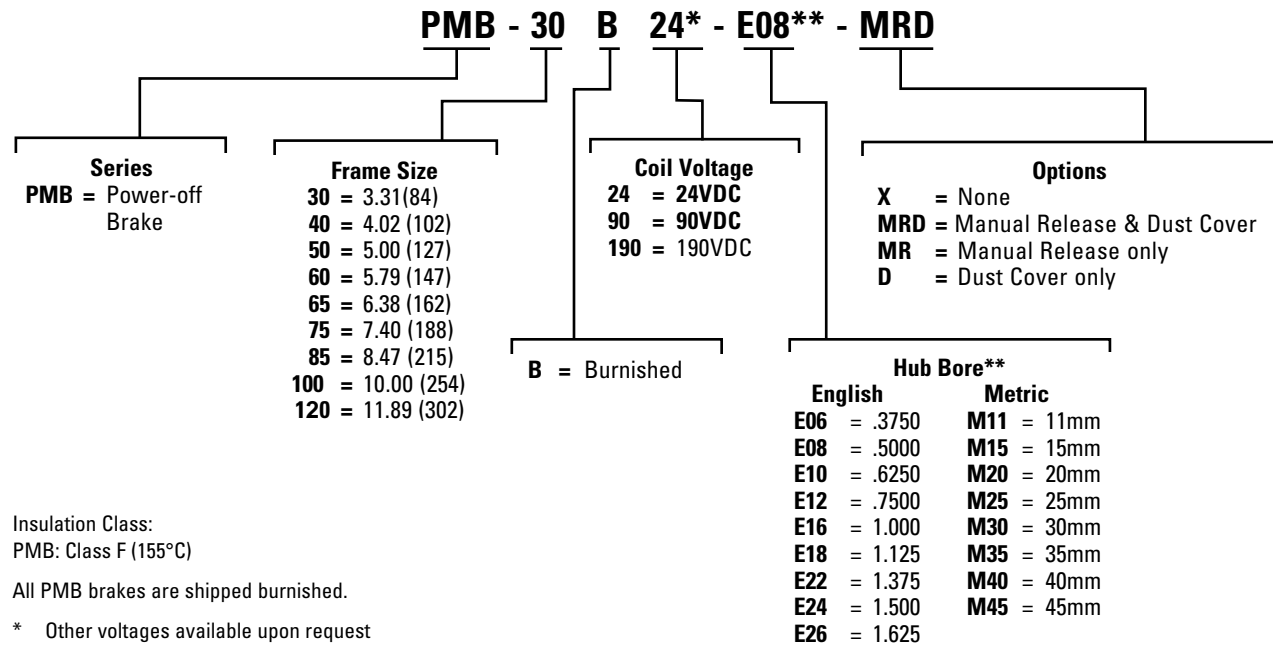 PMB - 30 B 24* - E08** - MRD
Series
PMB = Power-off
Brake
Frame Size
30 = 3.31(84)
40 = 4.02 (102)
50 = 5.00 (127)
60 = 5.79 (147)
65 = 6.38 (162)
75 = 7.40 (188)
85 = 8.47 (215)
100 = 10.00 (254)
120 = 11.89 (302)
Coil Voltage
24 = 24VDC
90 = 90VDC
190 = 190VDC
Options
X = None
MRD = Manual Release & Dust Cover
MR = Manual Release only
D = Dust Cover only
B = Burnished
Hub Bore**
English Metric
E06 = .3750 M11 = 11mm
E08 = .5000 M15 = 15mm
E10 = .6250 M20 = 20mm
E12 = .7500 M25 = 25mm
E16 = 1.000 M30 = 30mm
E18 = 1.125 M35 = 35mm
E22 = 1.375 M40 = 40mm
E24 = 1.500 M45 = 45mm
E26 = 1.625
Insulation Class:
PMB: Class F (155°C)
All PMB brakes are shipped burnished.
* Other voltages available upon request